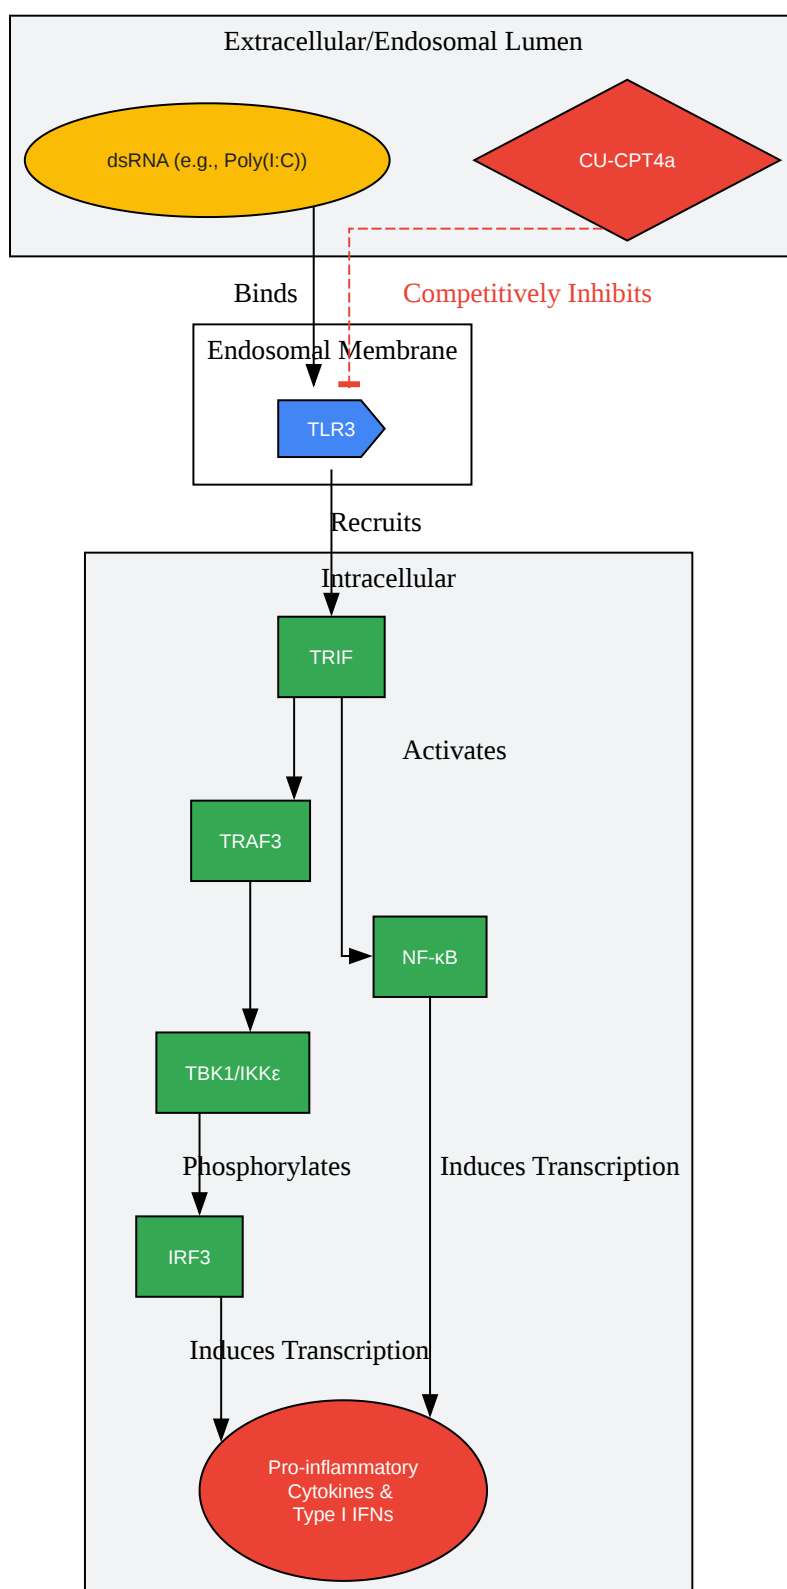 Extracellular/Endosomal Lumen
dsRNA (e.g., Poly(I:C))
CU-CPT4a
Binds
Competitively Inhibits
Endosomal Membrane
TLR3
Recruits
Intracellular
TRIF
Activates
TRAF3
NF-κB
TBK1/IKKε
Phosphorylates
Induces Transcription
IRF3
Induces Transcription
Pro-inflammatory
Cytokines &
Type I IFNs